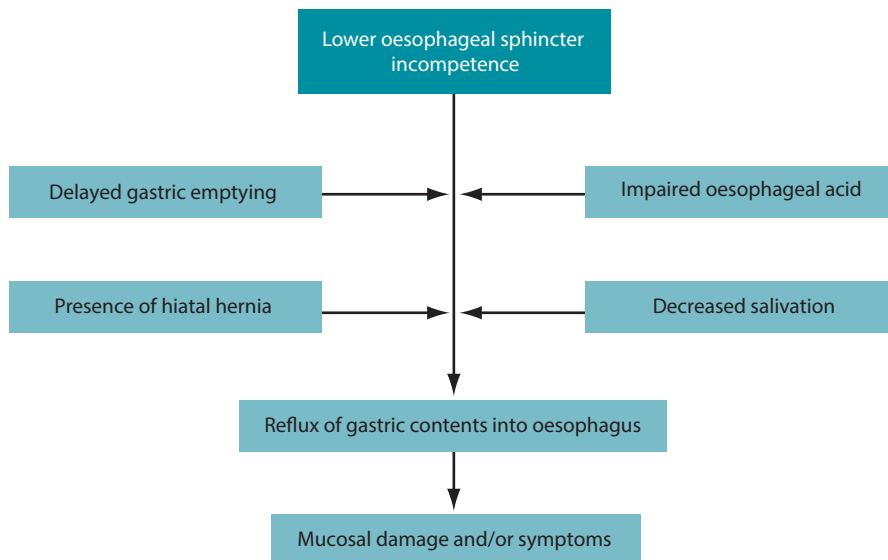 Lower oesophageal sphincter
incompetence
Delayed gastric emptying
Impaired oesophageal acid
Presence of hiatal hernia
Decreased salivation
Reflux of gastric contents into oesophagus
Mucosal damage and/or symptoms